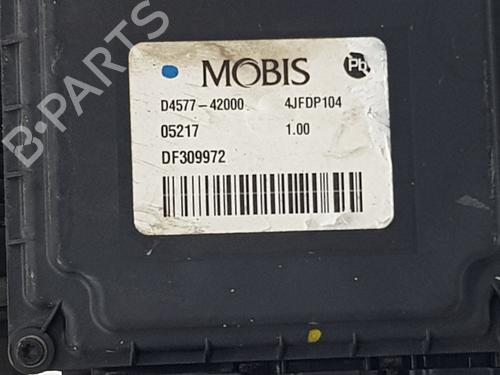 B-PARTS
MOBIS
Pb
D4577-42000 4JFDP104
05217 1.00
DF309972